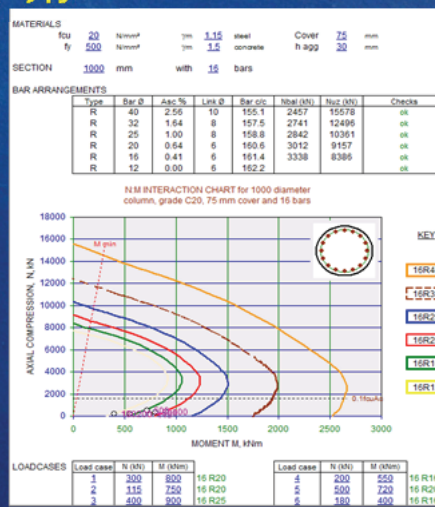 MATERIALS
fcu 20 N/mm² γm 1.15 steel Cover 75 mm
fy 500 N/mm² γm 1.5 concrete h agg 30 mm
SECTION 1000 mm with 16 bars
BAR ARRANGEMENTS
Type Bar Ø Asc % Link Ø Bar c/c Nbal (kN) Nuz (kN) Checks
R 40 2.56 10 155.1 2457 15578 ok
R 32 1.64 8 157.5 2741 12496 ok
R 25 1.00 8 158.8 2842 10361 ok
R 20 0.64 6 160.6 3012 9157 ok
R 16 0.41 6 161.4 3338 8386 ok
R 12 0.00 6 162.2 ok
N:M INTERACTION CHART for 1000 diameter
column, grade C20, 75 mm cover and 16 bars
18000
16000
14000
12000
10000
8000
6000
4000
2000
0
AXIAL COMPRESSION, N, kN
M min
0 500 1000 1500 2000 2500 3000
MOMENT M, kNm
KEY
16R4
16R3
16R2
16R2
16R1
16R1
LOADCASES Load case N (kN) M (kNm) Load case N (kN) M (kNm)
1 300 800 16 R20 4 200 550 16 R16
2 115 750 16 R20 5 500 720 16 R20
3 400 900 16 R25 6 180 400 16 R16